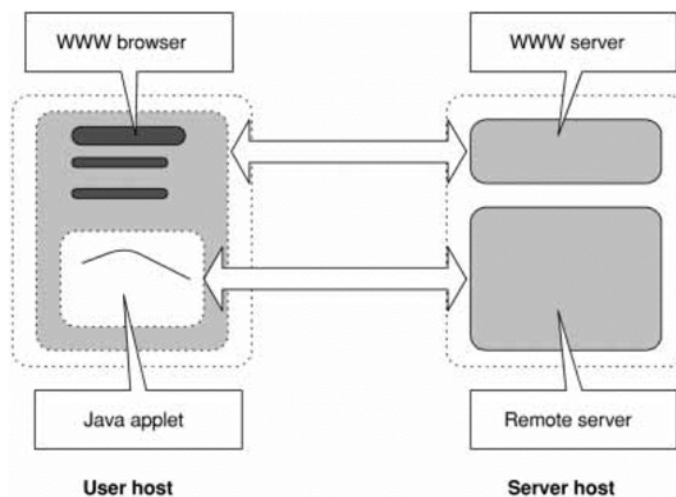 WWW browser
WWW server
Java applet
Remote server
User host
Server host